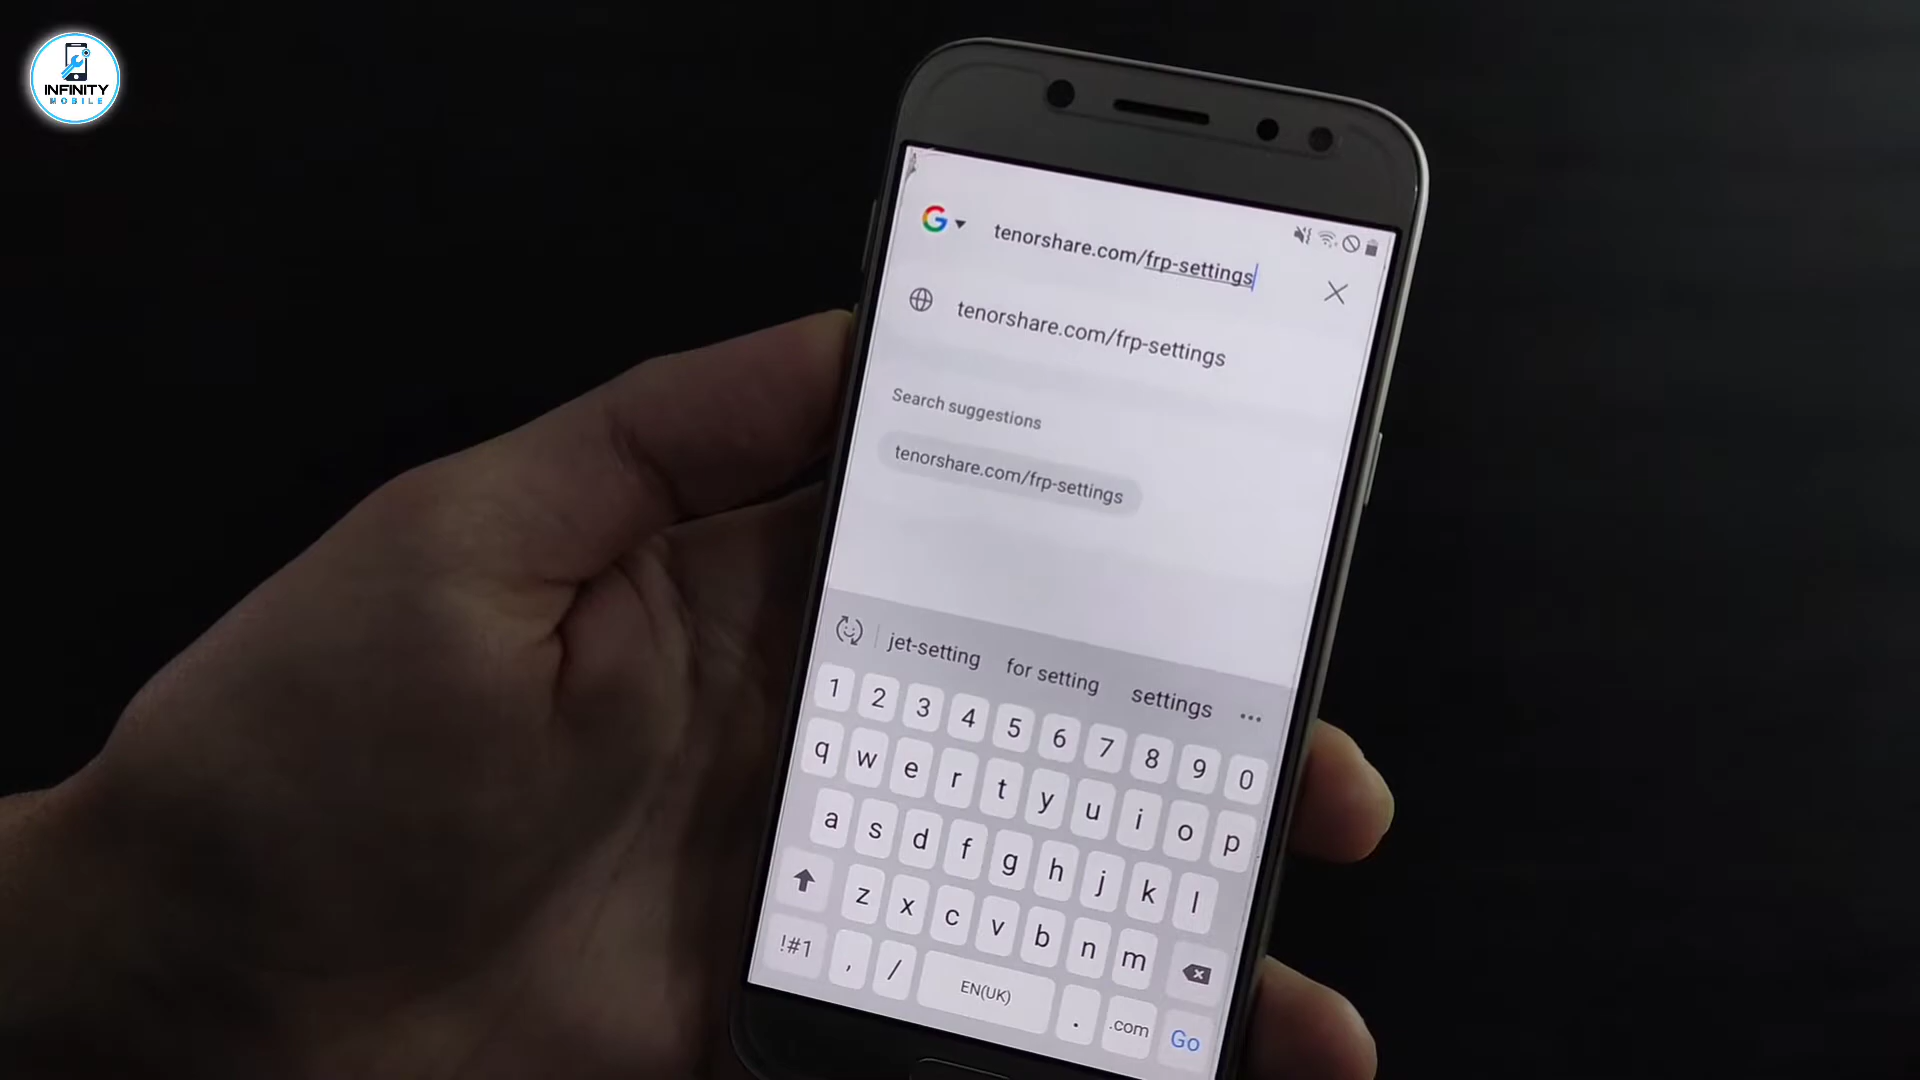 INFINITY
MOBILE
tenorshare.com/frp-settings
tenorshare.com/frp-settings
Search suggestions
tenorshare.com/frp-settings
jet-setting for setting settings ...
1 2 3 4 5 6 7 8 9 0
q w e r t y u i o p
a s d f g h j k l
z x c v b n m
!#1 , / EN(UK) . .com Go